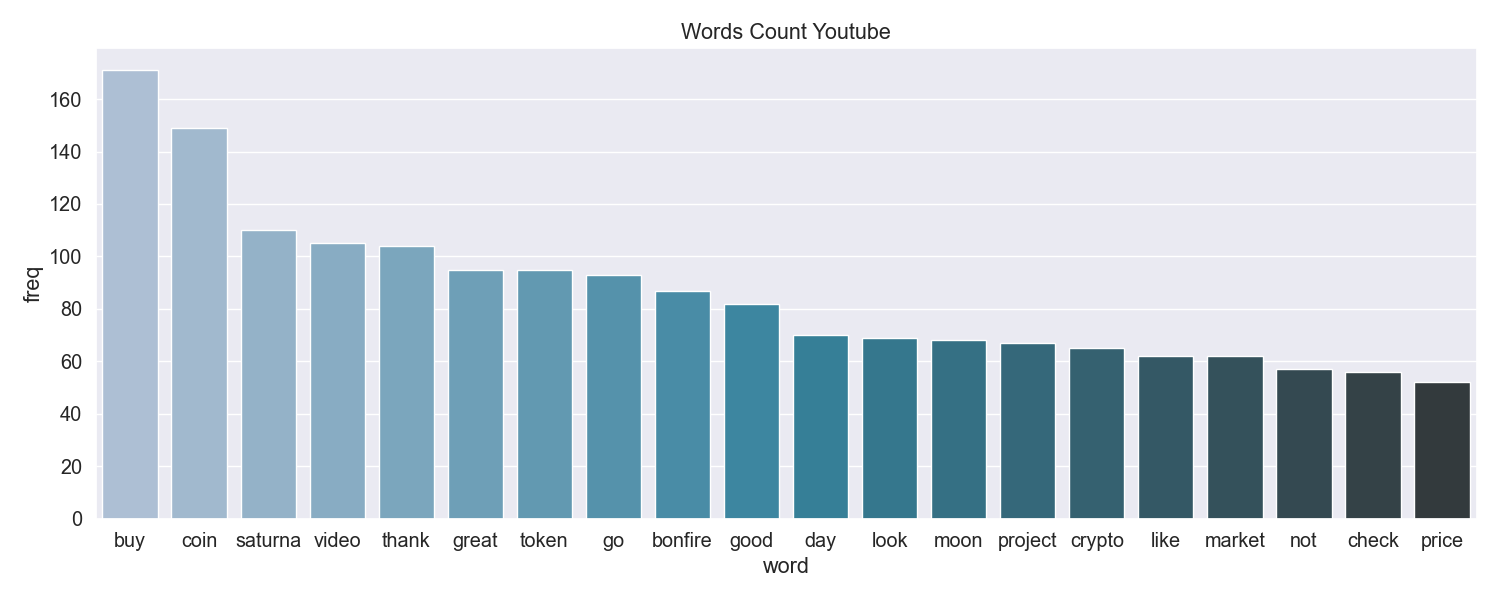 Words Count Youtube
160
140
120
100
80
60
40
20
0
freq
buy coin saturna video thank great token go bonfire good day look moon project crypto like market not check price
word